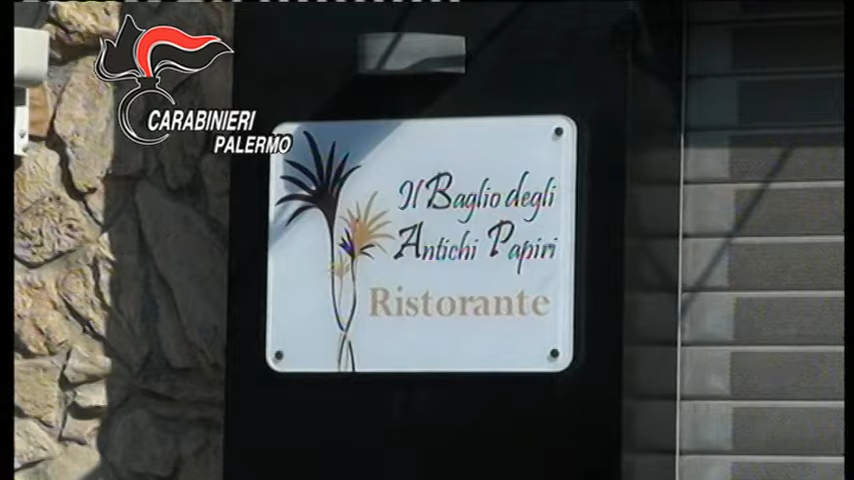 CARABINIERI
PALERMO
Il Baglio degli
Antichi Papiri
Ristorante